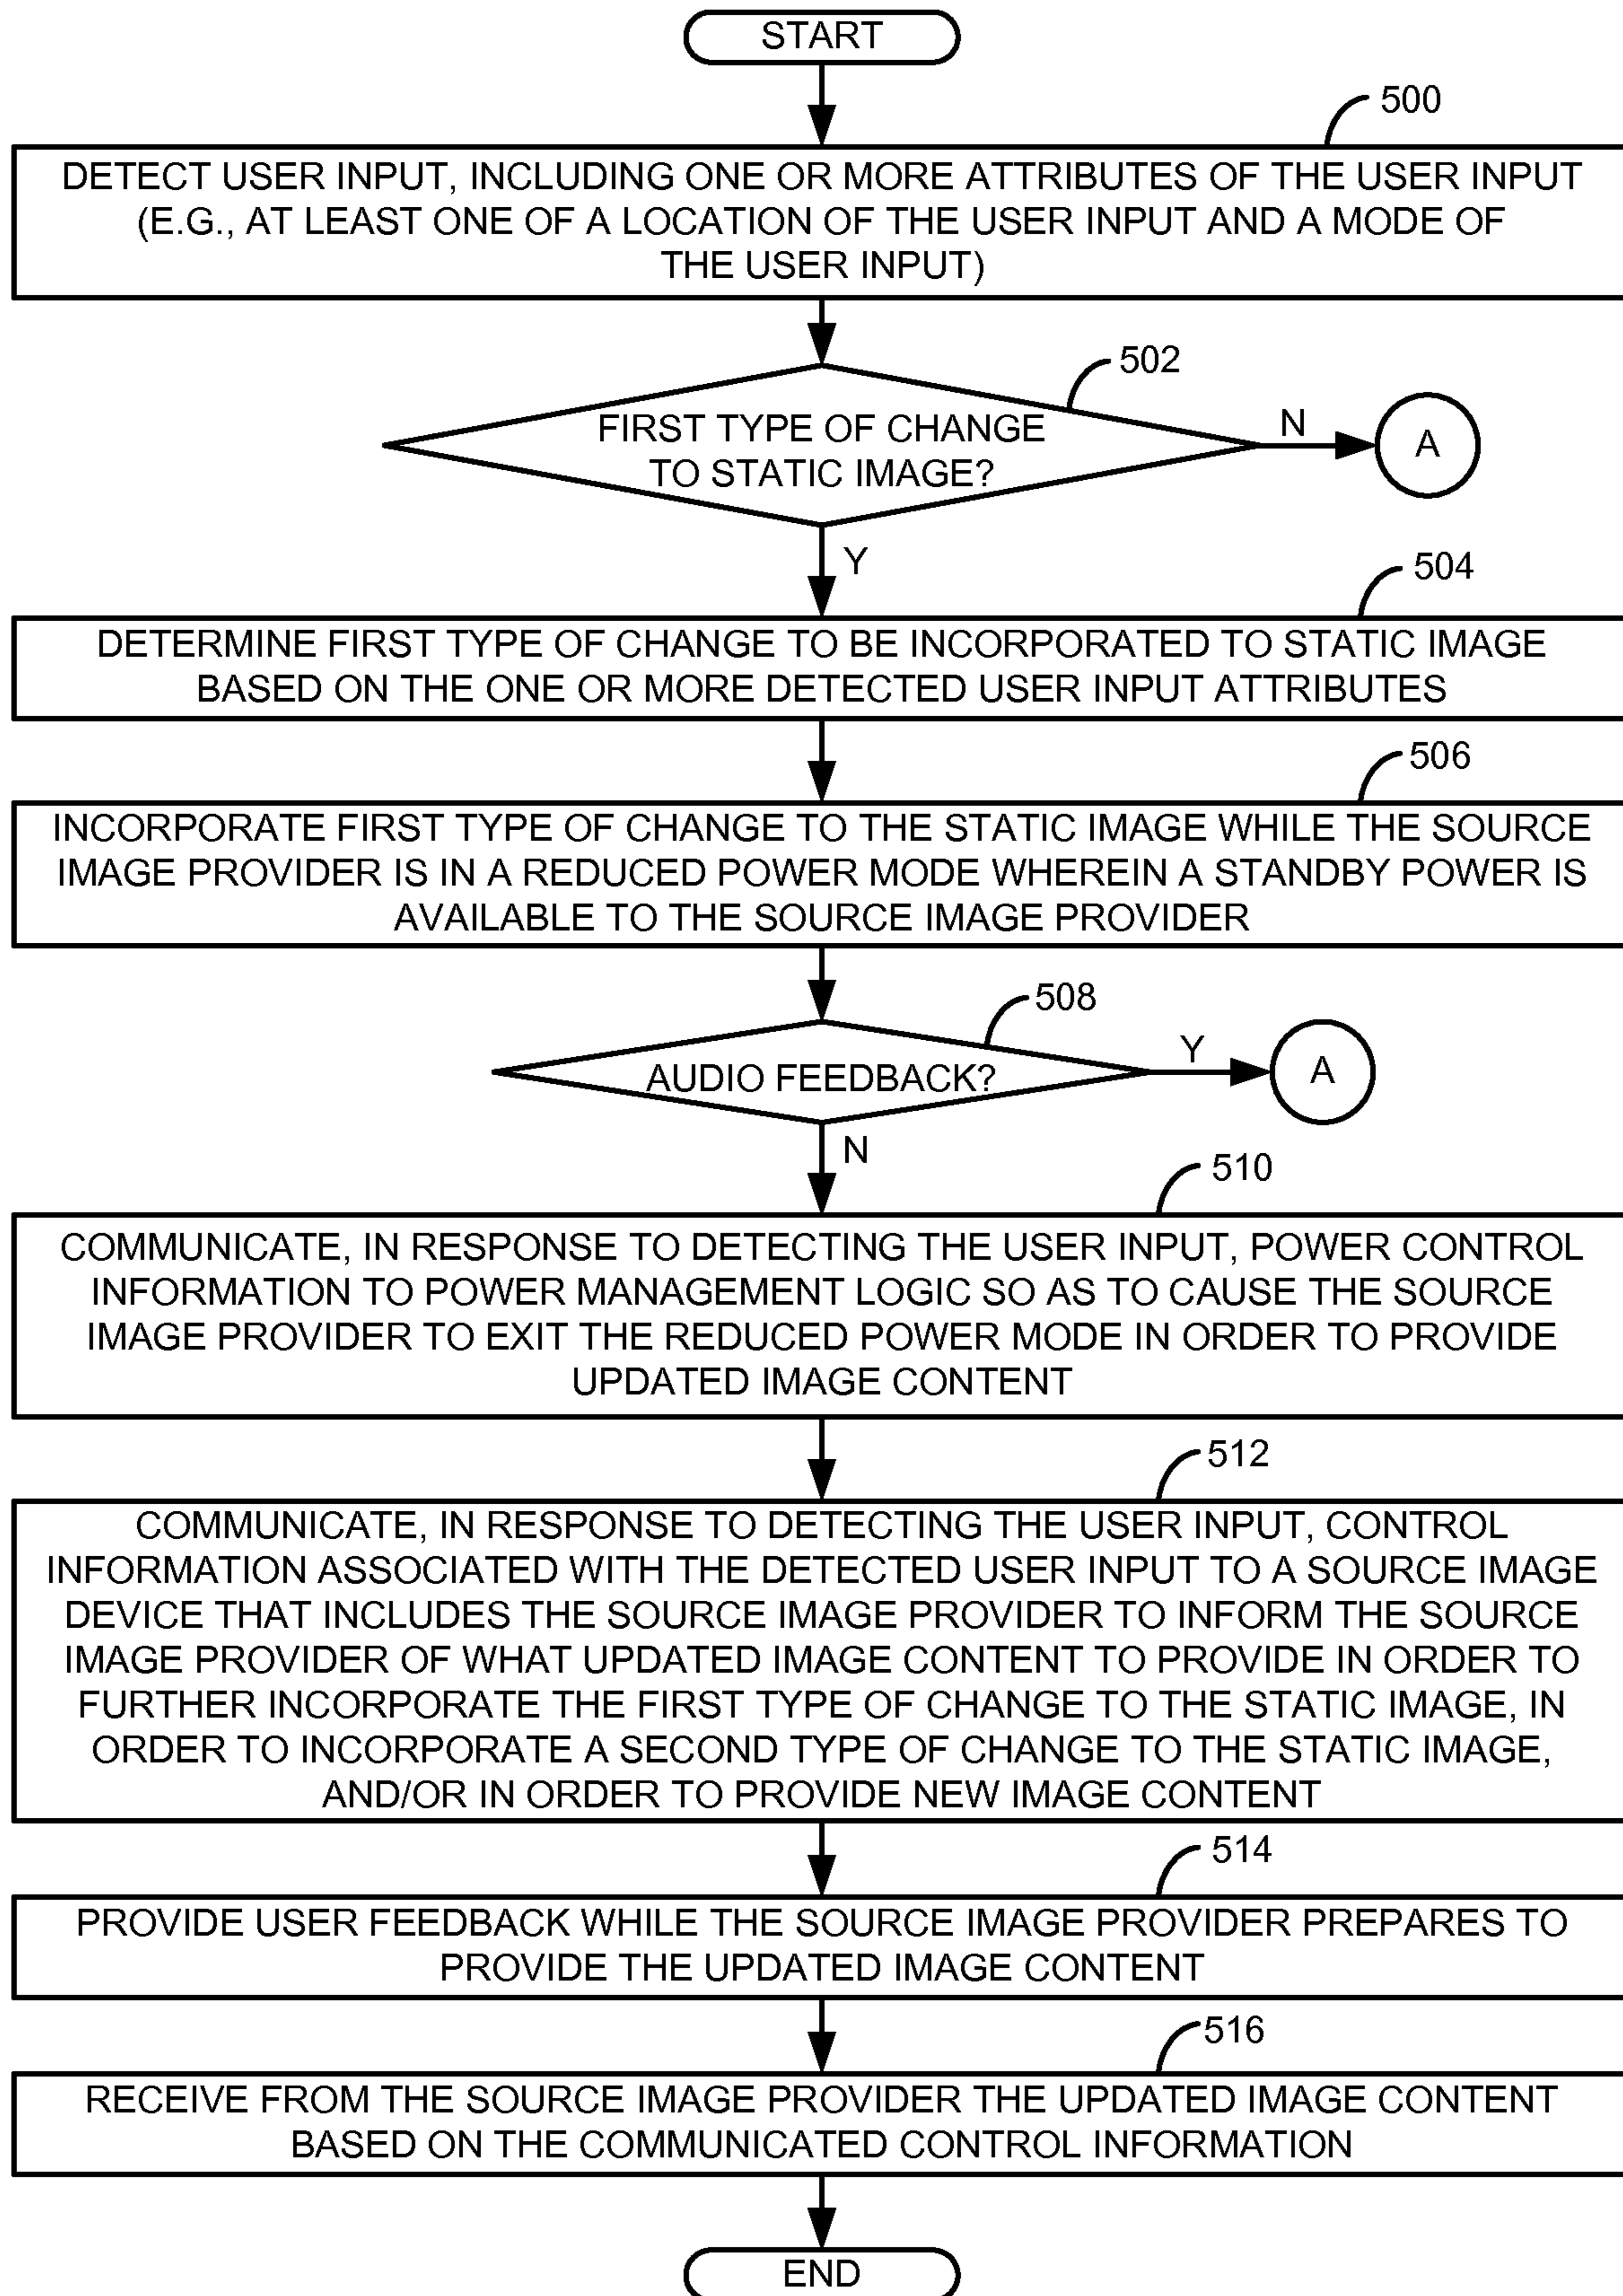 START
500
DETECT USER INPUT, INCLUDING ONE OR MORE ATTRIBUTES OF THE USER INPUT
(E.G., AT LEAST ONE OF A LOCATION OF THE USER INPUT AND A MODE OF
THE USER INPUT)
502
FIRST TYPE OF CHANGE
TO STATIC IMAGE?
N
A
Y
504
DETERMINE FIRST TYPE OF CHANGE TO BE INCORPORATED TO STATIC IMAGE
BASED ON THE ONE OR MORE DETECTED USER INPUT ATTRIBUTES
506
INCORPORATE FIRST TYPE OF CHANGE TO THE STATIC IMAGE WHILE THE SOURCE
IMAGE PROVIDER IS IN A REDUCED POWER MODE WHEREIN A STANDBY POWER IS
AVAILABLE TO THE SOURCE IMAGE PROVIDER
508
AUDIO FEEDBACK?
Y
A
N
510
COMMUNICATE, IN RESPONSE TO DETECTING THE USER INPUT, POWER CONTROL
INFORMATION TO POWER MANAGEMENT LOGIC SO AS TO CAUSE THE SOURCE
IMAGE PROVIDER TO EXIT THE REDUCED POWER MODE IN ORDER TO PROVIDE
UPDATED IMAGE CONTENT
512
COMMUNICATE, IN RESPONSE TO DETECTING THE USER INPUT, CONTROL
INFORMATION ASSOCIATED WITH THE DETECTED USER INPUT TO A SOURCE IMAGE
DEVICE THAT INCLUDES THE SOURCE IMAGE PROVIDER TO INFORM THE SOURCE
IMAGE PROVIDER OF WHAT UPDATED IMAGE CONTENT TO PROVIDE IN ORDER TO
FURTHER INCORPORATE THE FIRST TYPE OF CHANGE TO THE STATIC IMAGE, IN
ORDER TO INCORPORATE A SECOND TYPE OF CHANGE TO THE STATIC IMAGE,
AND/OR IN ORDER TO PROVIDE NEW IMAGE CONTENT
514
PROVIDE USER FEEDBACK WHILE THE SOURCE IMAGE PROVIDER PREPARES TO
PROVIDE THE UPDATED IMAGE CONTENT
516
RECEIVE FROM THE SOURCE IMAGE PROVIDER THE UPDATED IMAGE CONTENT
BASED ON THE COMMUNICATED CONTROL INFORMATION
END